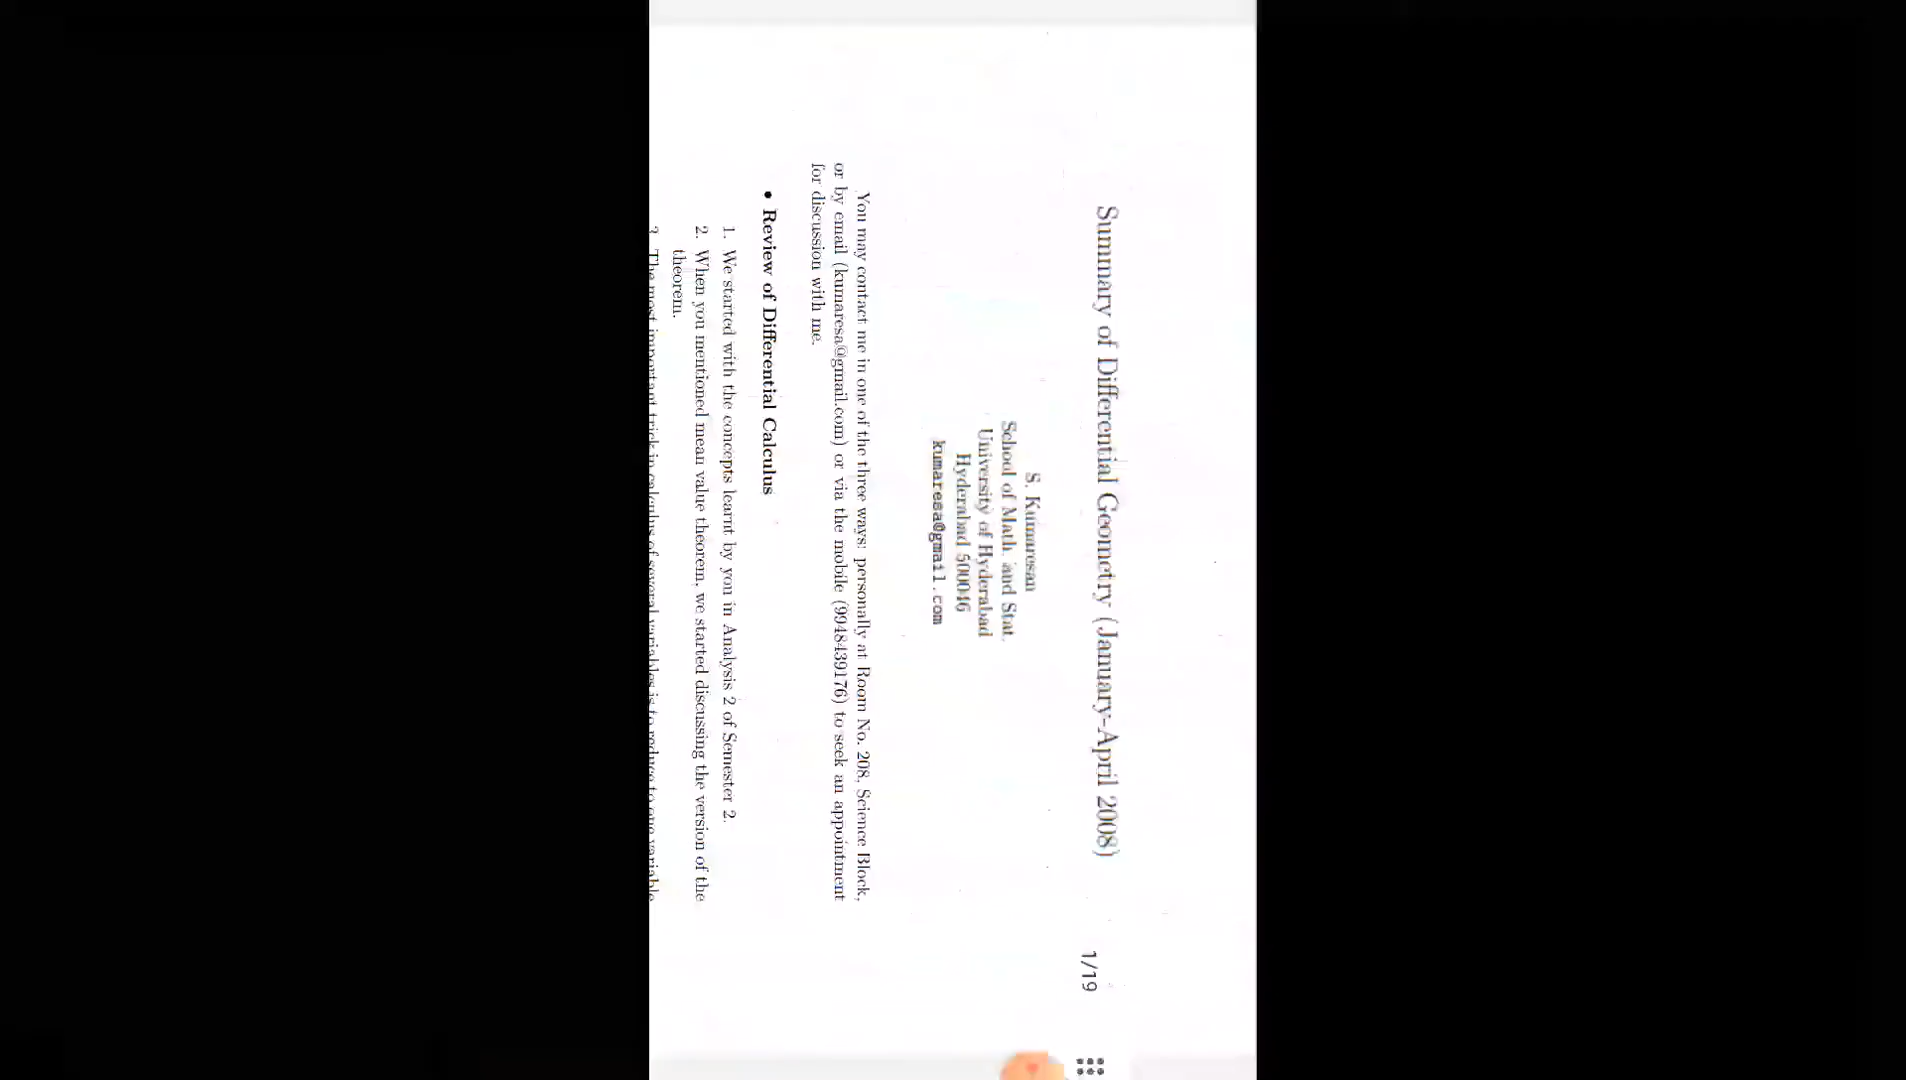 Summary of Differential Geometry (January-April 2008)
1/19
S. Kumaresan
School of Math. and Stat.
University of Hyderabad
Hyderabad 500046
kumaresa@gmail.com
You may contact me in one of the three ways: personally at Room No. 208, Science Block,
or by email (kumaresa@gmail.com) or via the mobile (9948439176) to seek an appointment
for discussion with me.
• Review of Differential Calculus
1. We started with the concepts learnt by you in Analysis 2 of Semester 2.
2. When you mentioned mean value theorem, we started discussing the version of the
theorem.
3. The most important trick in calculus of several variables is to reduce to one variable